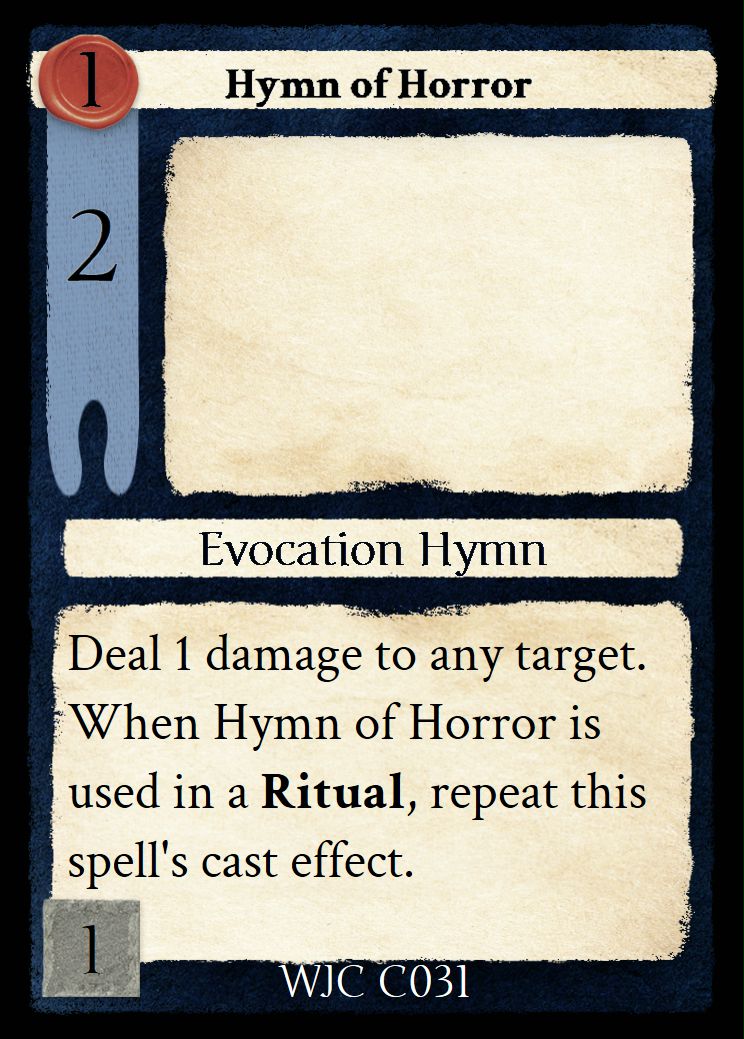 1
Hymn of Horror
2
Evocation Hymn
Deal 1 damage to any target.
When Hymn of Horror is
used in a Ritual, repeat this
spell's cast effect.
1
WJC C031